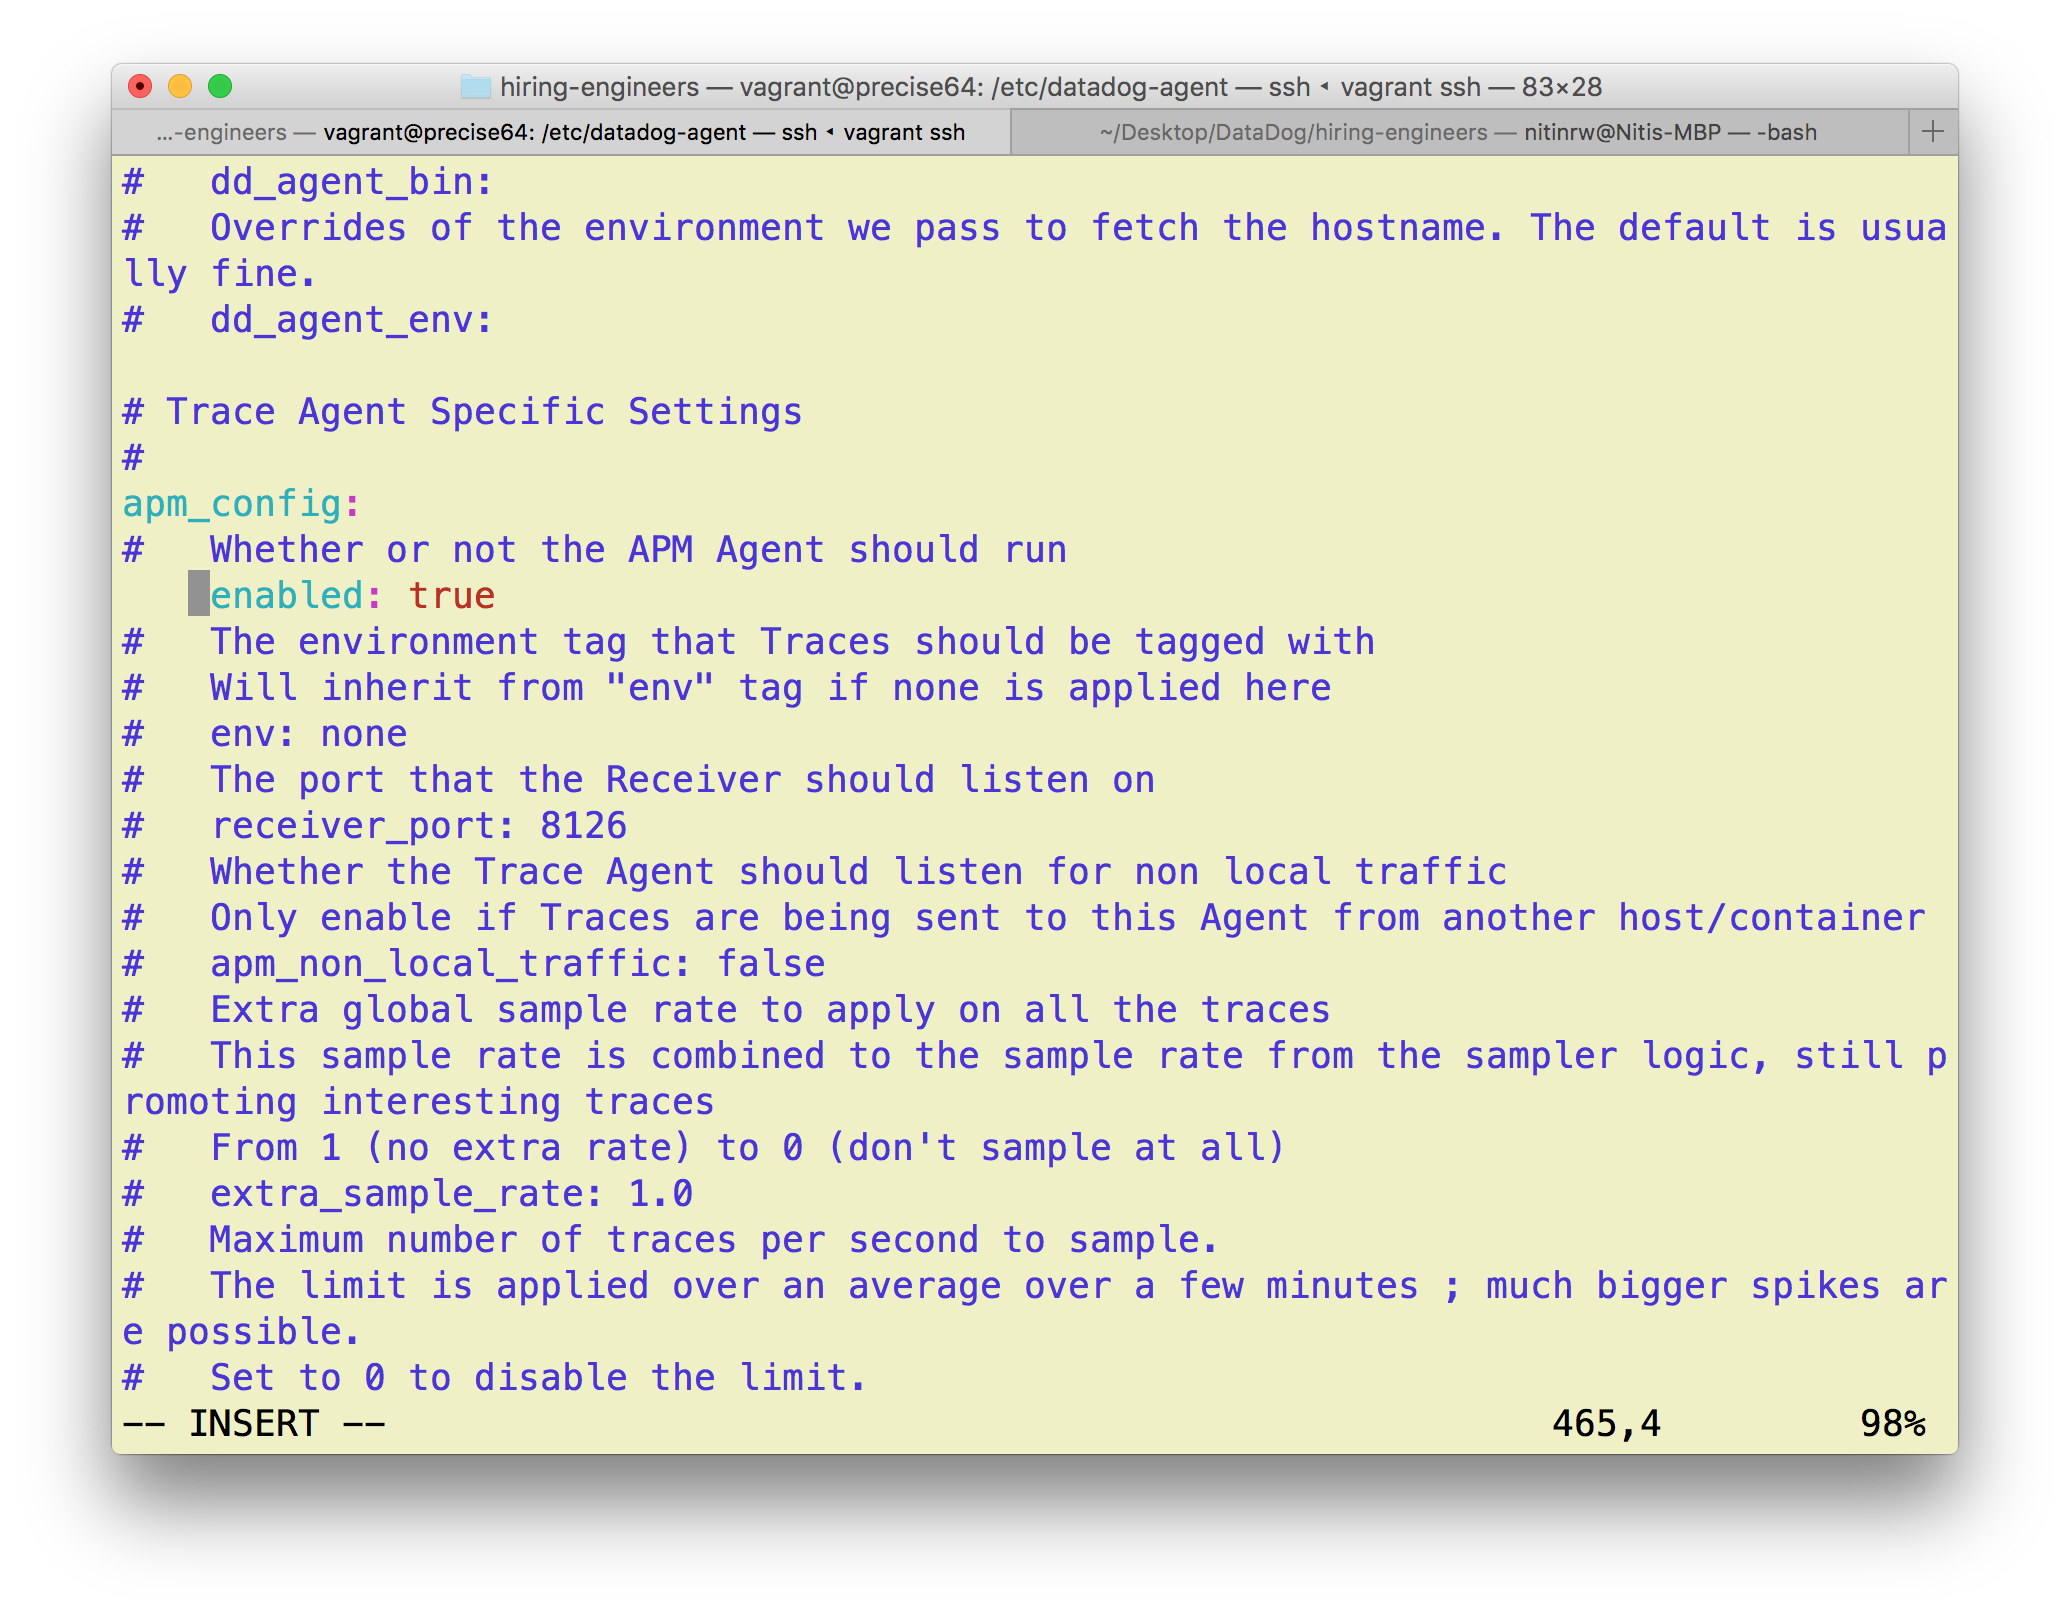 hiring-engineers — vagrant@precise64: /etc/datadog-agent — ssh ◂ vagrant ssh — 83×28
...-engineers — vagrant@precise64: /etc/datadog-agent — ssh ◂ vagrant ssh
~/Desktop/DataDog/hiring-engineers — nitinrw@Nitis-MBP — -bash
#   dd_agent_bin:
#   Overrides of the environment we pass to fetch the hostname. The default is usua
lly fine.
#   dd_agent_env:
# Trace Agent Specific Settings
#
apm_config:
#   Whether or not the APM Agent should run
    enabled: true
#   The environment tag that Traces should be tagged with
#   Will inherit from "env" tag if none is applied here
#   env: none
#   The port that the Receiver should listen on
#   receiver_port: 8126
#   Whether the Trace Agent should listen for non local traffic
#   Only enable if Traces are being sent to this Agent from another host/container
#   apm_non_local_traffic: false
#   Extra global sample rate to apply on all the traces
#   This sample rate is combined to the sample rate from the sampler logic, still p
romoting interesting traces
#   From 1 (no extra rate) to 0 (don't sample at all)
#   extra_sample_rate: 1.0
#   Maximum number of traces per second to sample.
#   The limit is applied over an average over a few minutes ; much bigger spikes ar
e possible.
#   Set to 0 to disable the limit.
-- INSERT -- 465,4 98%